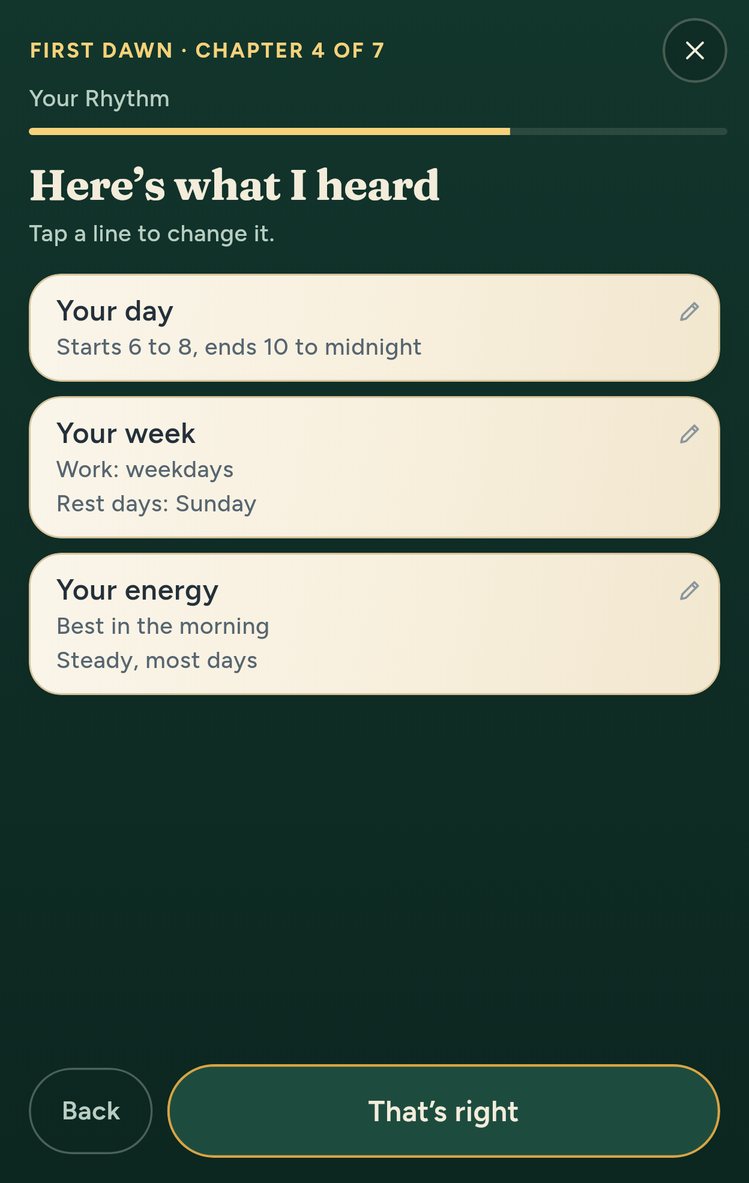 FIRST DAWN · CHAPTER 4 OF 7
Your Rhythm
Here’s what I heard
Tap a line to change it.
Your day
Starts 6 to 8, ends 10 to midnight
Your week
Work: weekdays
Rest days: Sunday
Your energy
Best in the morning
Steady, most days
Back
That’s right